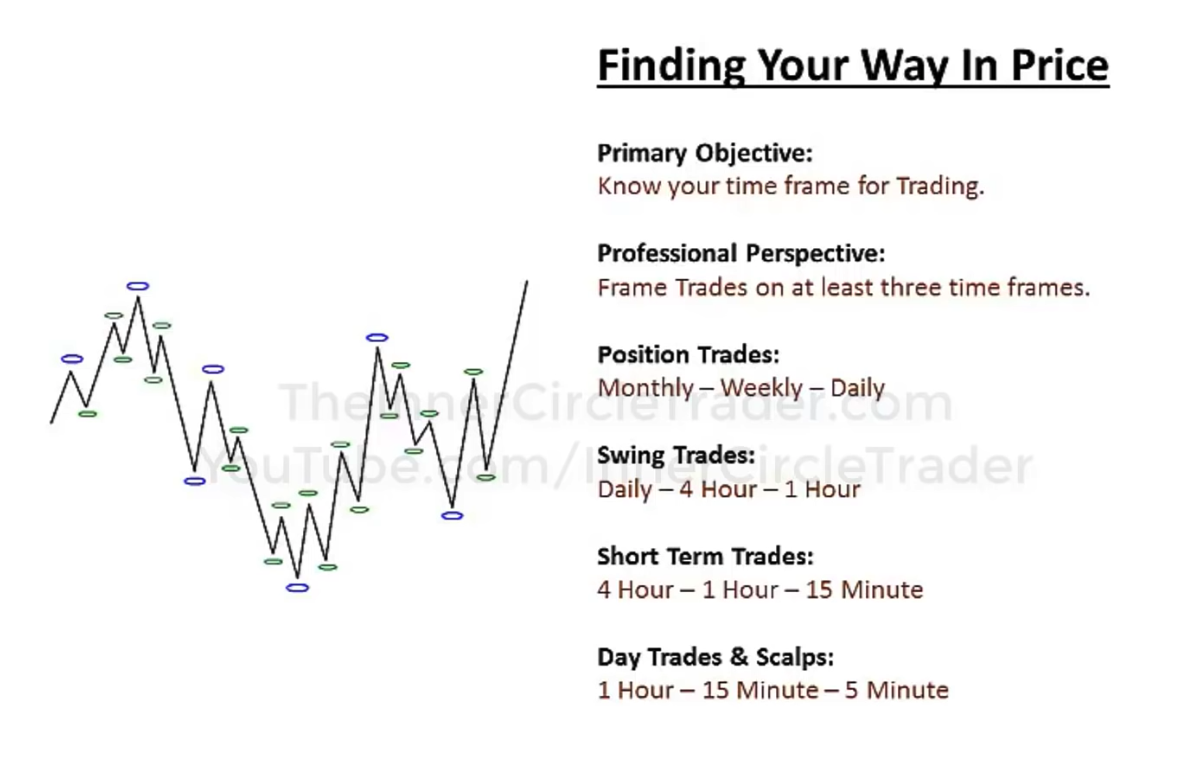 Finding Your Way In Price
Primary Objective:
Know your time frame for Trading.
Professional Perspective:
Frame Trades on at least three time frames.
Position Trades:
Monthly – Weekly – Daily
TheInnerCircleTrader.com
Swing Trades:
YouTube.com/InnerCircleTrader
Daily – 4 Hour – 1 Hour
Short Term Trades:
4 Hour – 1 Hour – 15 Minute
Day Trades & Scalps:
1 Hour – 15 Minute – 5 Minute